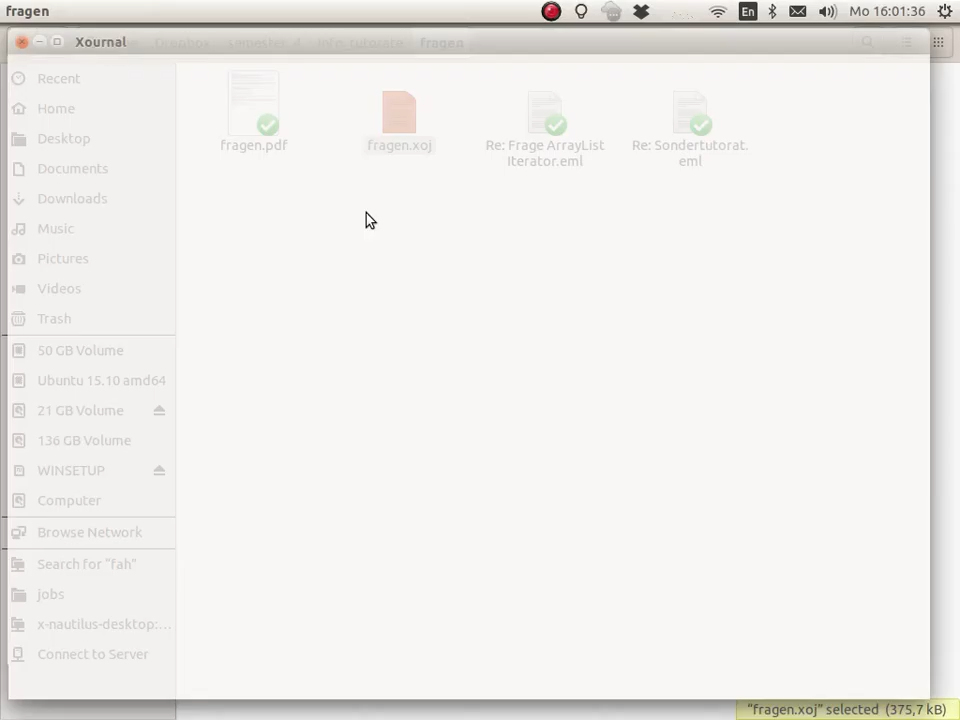 fragen
En
Mo 16:01:36
Xournal
Dropbox semester_4 info_tutorate fragen
Recent
Home
Desktop
Documents
Downloads
Music
Pictures
Videos
Trash
50 GB Volume
Ubuntu 15.10 amd64
21 GB Volume
136 GB Volume
WINSETUP
Computer
Browse Network
Search for "fah"
jobs
x-nautilus-desktop:...
Connect to Server
fragen.pdf
fragen.xoj
Re: Frage ArrayList
Iterator.eml
Re: Sondertutorat.
eml
"fragen.xoj" selected (375,7 kB)